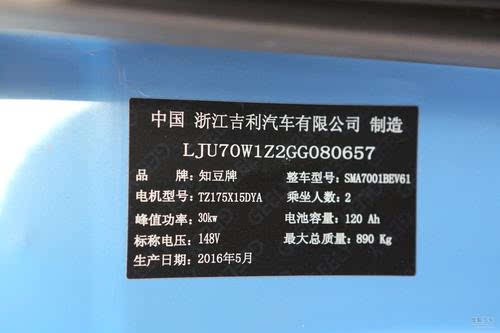 中国 浙江吉利汽车有限公司 制造
LJU70W1Z2GG080657
品牌：知豆牌 整车型号：SMA7001BEV61
电机型号：TZ175X15DYA 乘坐人数：2
峰值功率：30kw 电池容量：120 Ah
标称电压：148V 最大总质量：890 Kg
生产日期：2016年5月